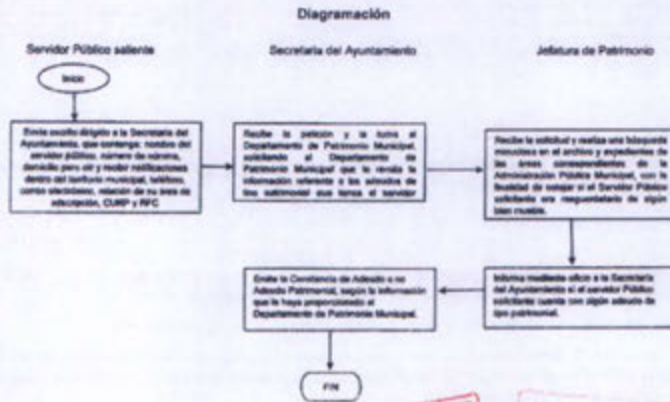 Diagramación
Servidor Público saliente
Secretaria del Ayuntamiento
Jefatura de Patrimonio
Inicio
Envía escrito dirigido a la Secretaria del
Ayuntamiento, que contenga: nombre del
servidor público, número de nómina,
domicilio para oír y recibir notificaciones
dentro del territorio municipal, teléfono,
correo electrónico, relación de su área de
adscripción, CURP y RFC
Recibe la petición y la turna al
Departamento de Patrimonio Municipal,
solicitando al Departamento de
Patrimonio Municipal que le remita la
información referente a los adeudos de
tipo patrimonial que tenga el servidor
Recibe la solicitud y realiza una búsqueda
minuciosa en el archivo y expedientes de
las áreas correspondientes de la
Administración Pública Municipal, con la
finalidad de cotejar si el Servidor Público
solicitante era resguardatario de algún
bien mueble.
Informa mediante oficio a la Secretaria
del Ayuntamiento si el servidor Público
solicitante cuenta con algún adeudo de
tipo patrimonial.
Emite la Constancia de Adeudo o no
Adeudo Patrimonial, según la información
que le haya proporcionado el
Departamento de Patrimonio Municipal.
FIN